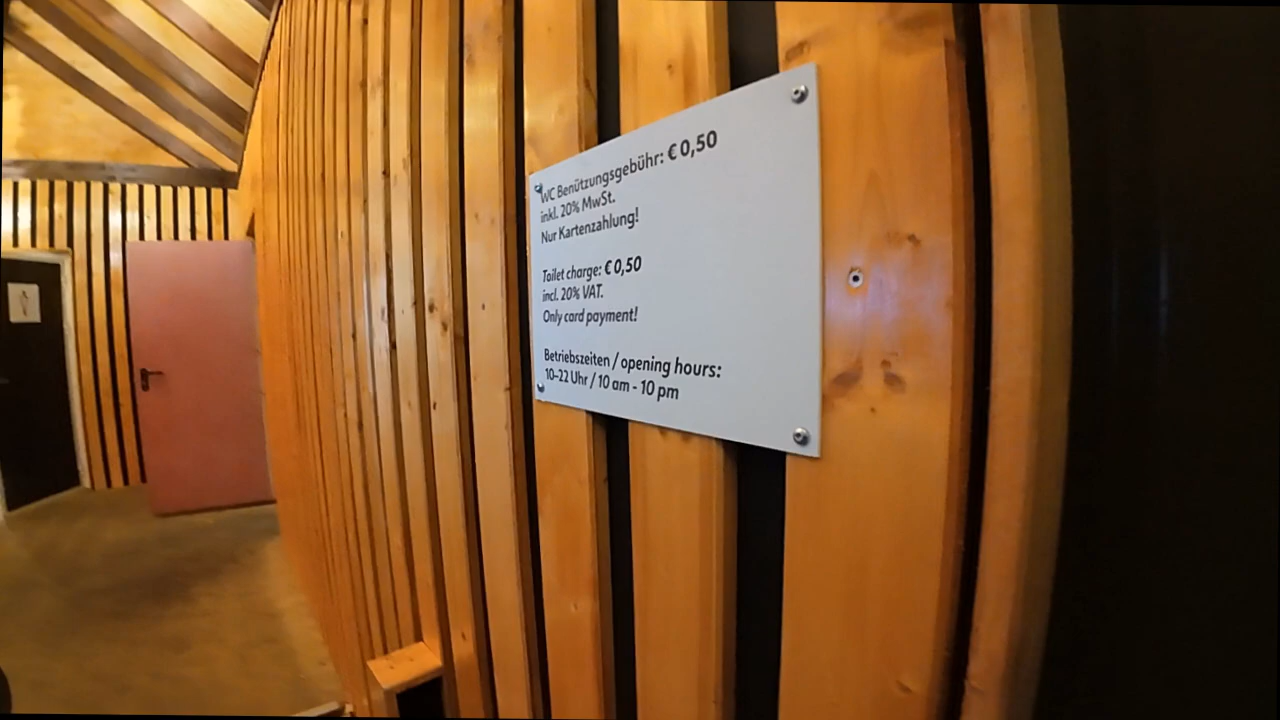 WC Benützungsgebühr: € 0,50
inkl. 20% MwSt.
Nur Kartenzahlung!
Toilet charge: € 0,50
incl. 20% VAT.
Only card payment!
Betriebszeiten / opening hours:
10-22 Uhr / 10 am - 10 pm